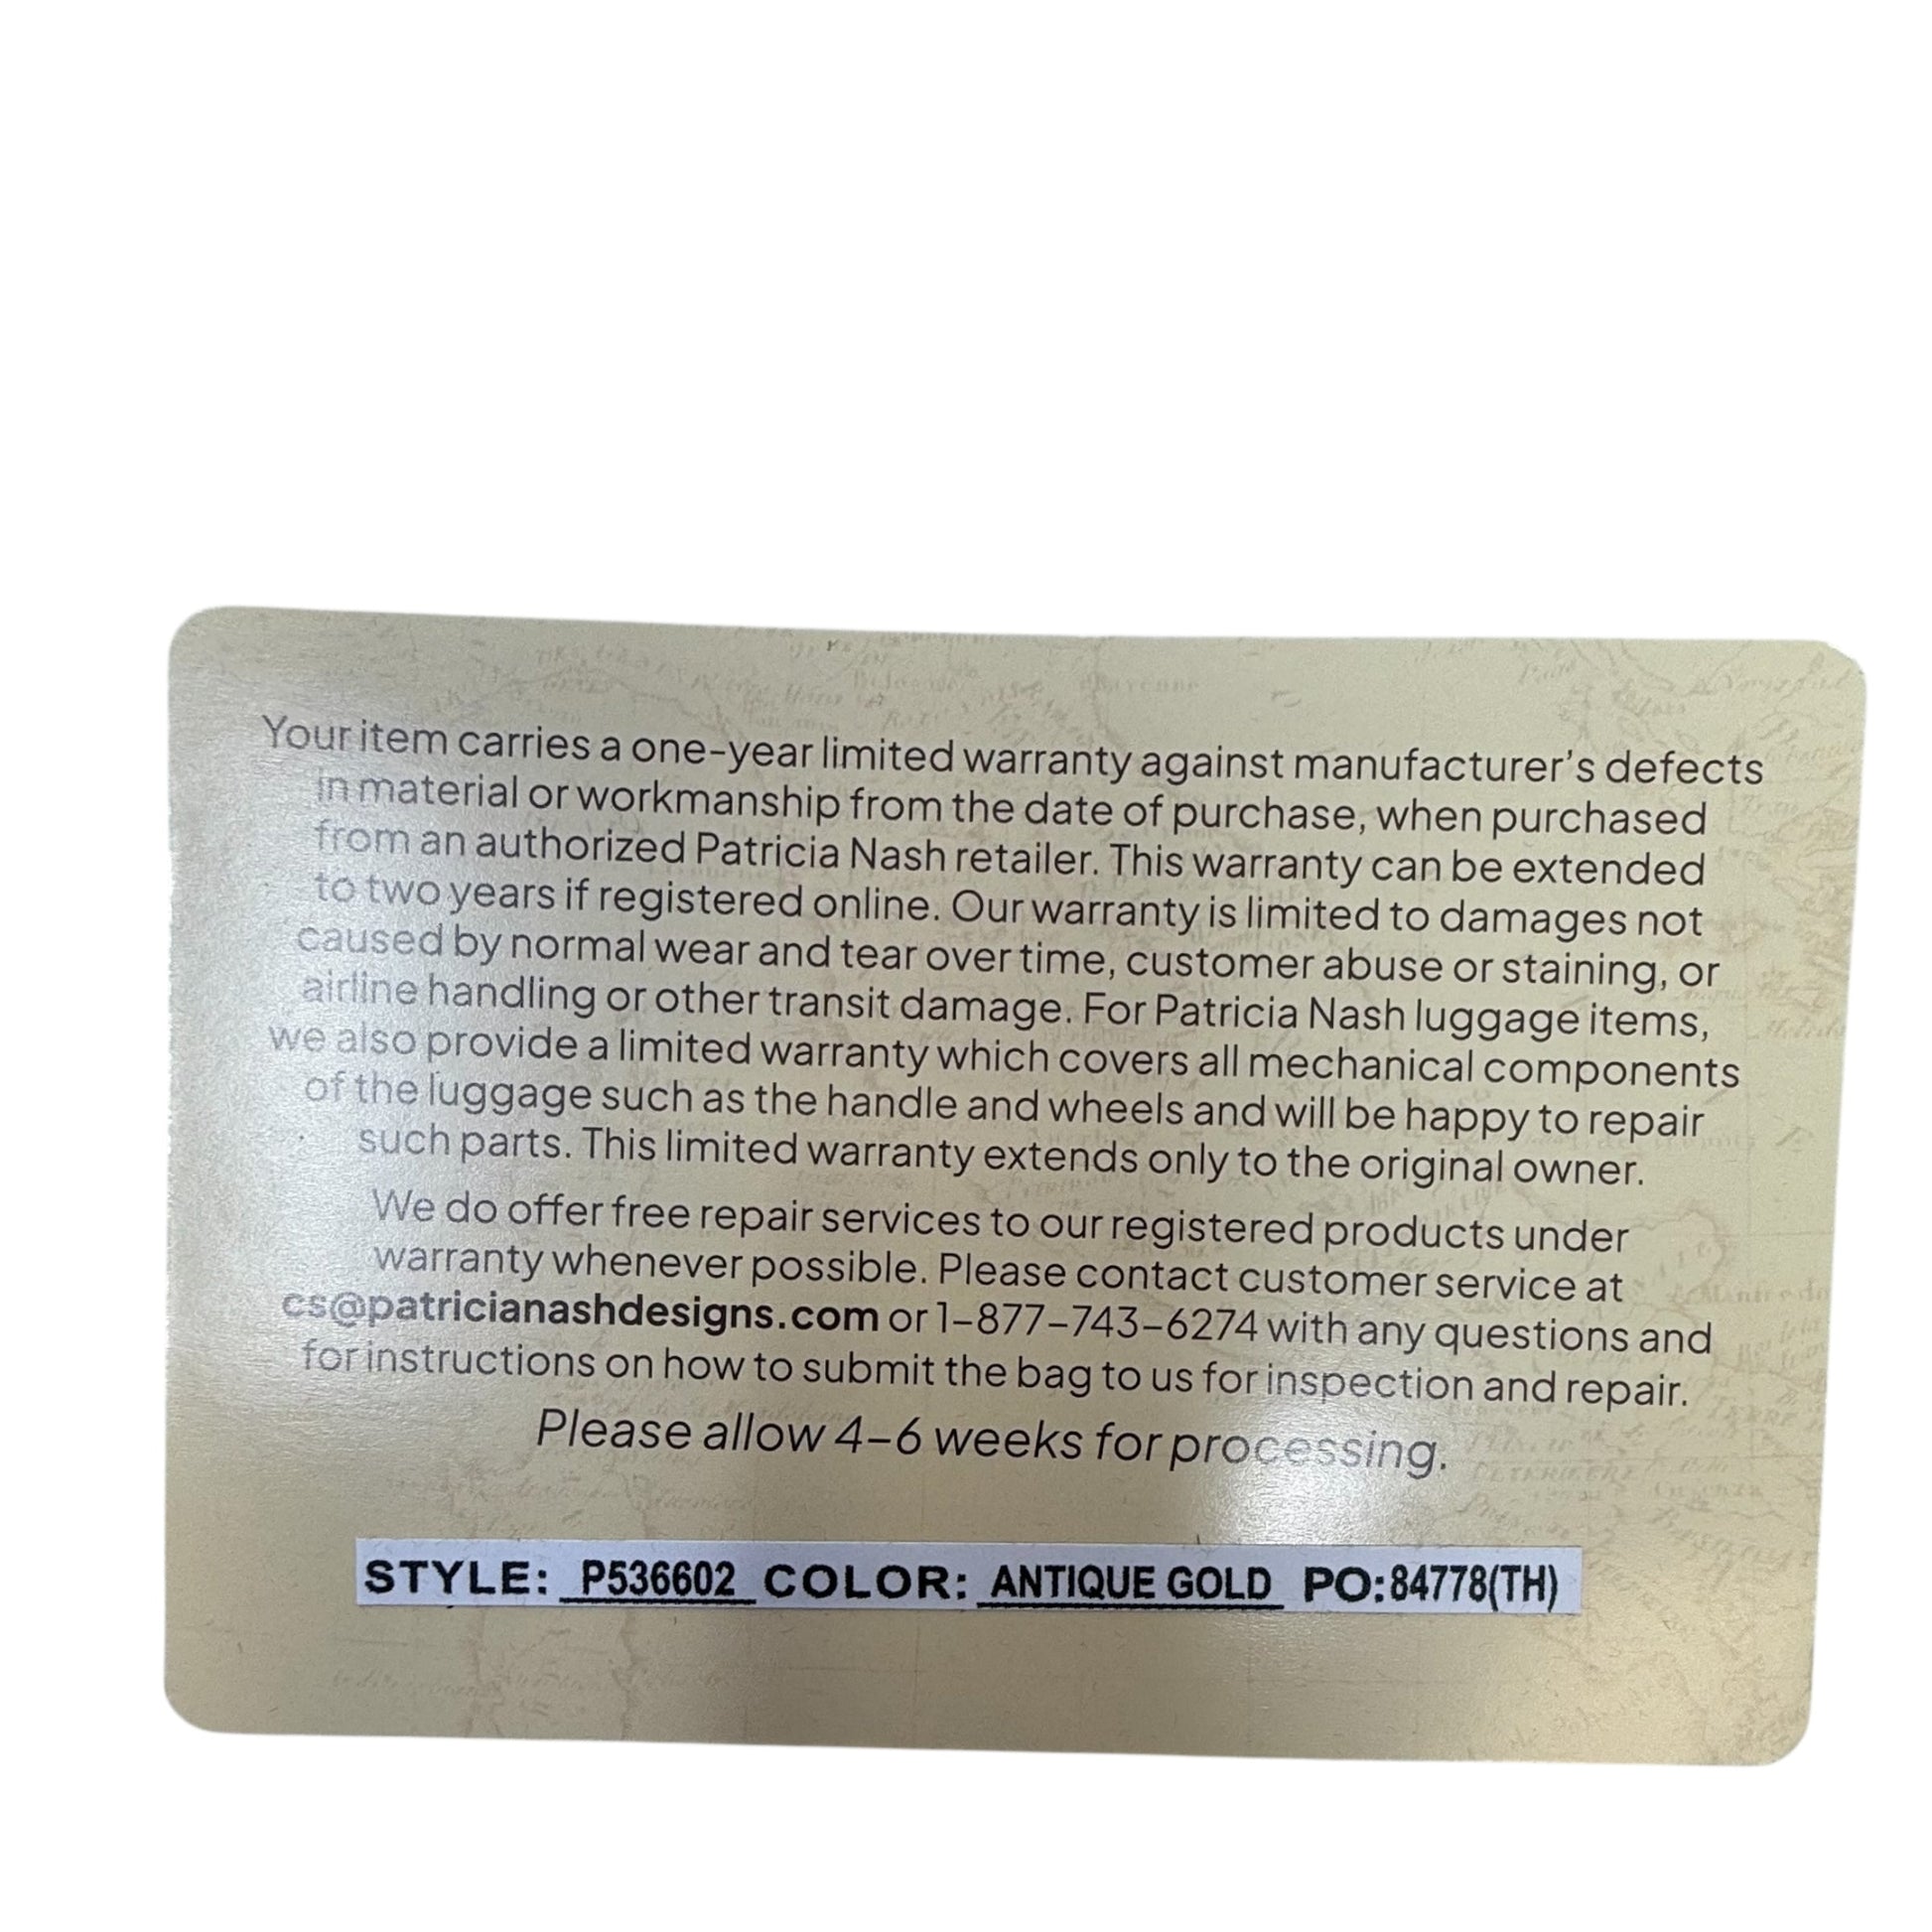 Your item carries a one-year limited warranty against manufacturer's defects
in material or workmanship from the date of purchase, when purchased
from an authorized Patricia Nash retailer. This warranty can be extended
to two years if registered online. Our warranty is limited to damages not
caused by normal wear and tear over time, customer abuse or staining, or
airline handling or other transit damage. For Patricia Nash luggage items,
we also provide a limited warranty which covers all mechanical components
of the luggage such as the handle and wheels and will be happy to repair
such parts. This limited warranty extends only to the original owner.
We do offer free repair services to our registered products under
warranty whenever possible. Please contact customer service at
cs@patricianashdesigns.com or 1-877-743-6274 with any questions and
for instructions on how to submit the bag to us for inspection and repair.
Please allow 4-6 weeks for processing.
STYLE: P536602 COLOR: ANTIQUE GOLD PO:84778(TH)